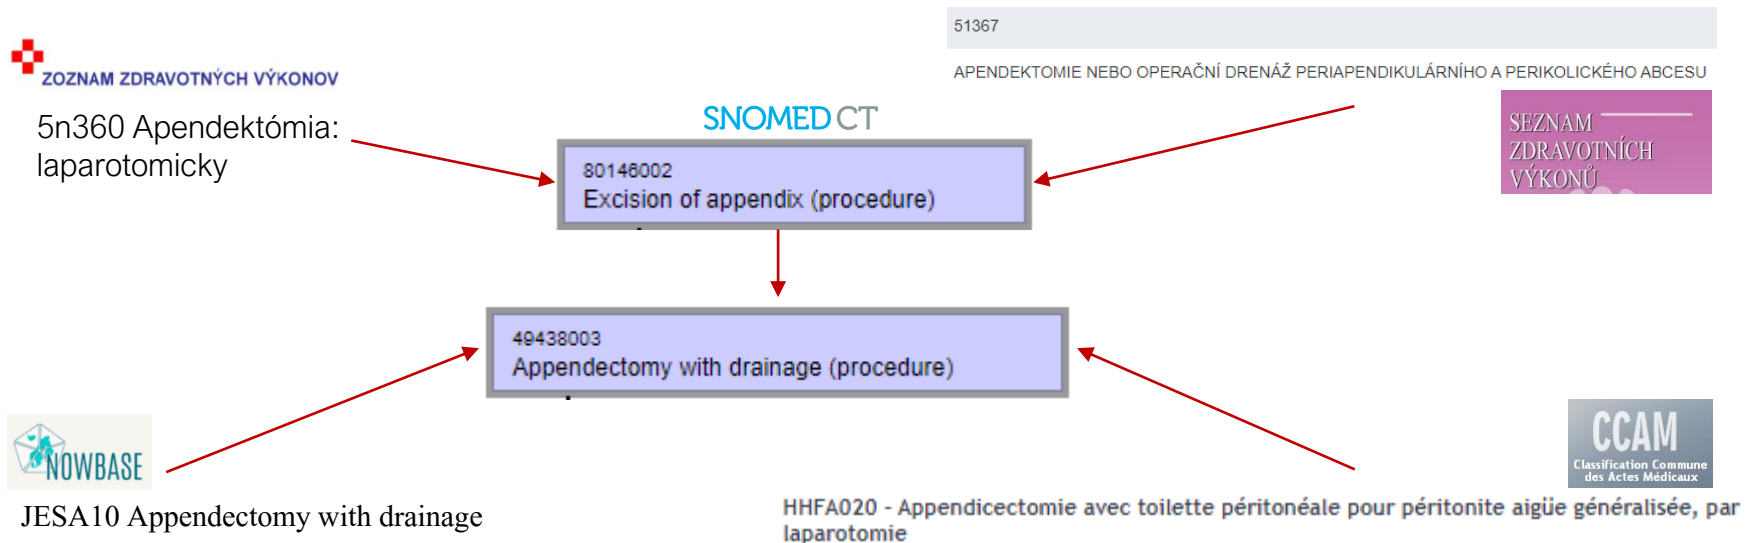 51367
ZOZNAM ZDRAVOTNÝCH VÝKONOV
APENDEKTOMIE NEBO OPERAČNÍ DRENÁŽ PERIAPENDIKULÁRNÍHO A PERIKOLICKÉHO ABCESU
5n360 Apendektómia:
laparotomicky
SNOMED CT
SEZNAM
ZDRAVOTNÍCH
VÝKONŮ
80146002
Excision of appendix (procedure)
49438003
Appendectomy with drainage (procedure)
NOWBASE
CCAM
Classification Commune
des Actes Médicaux
JESA10 Appendectomy with drainage
HHFA020 - Appendicectomie avec toilette péritonéale pour péritonite aigüe généralisée, par
laparotomie